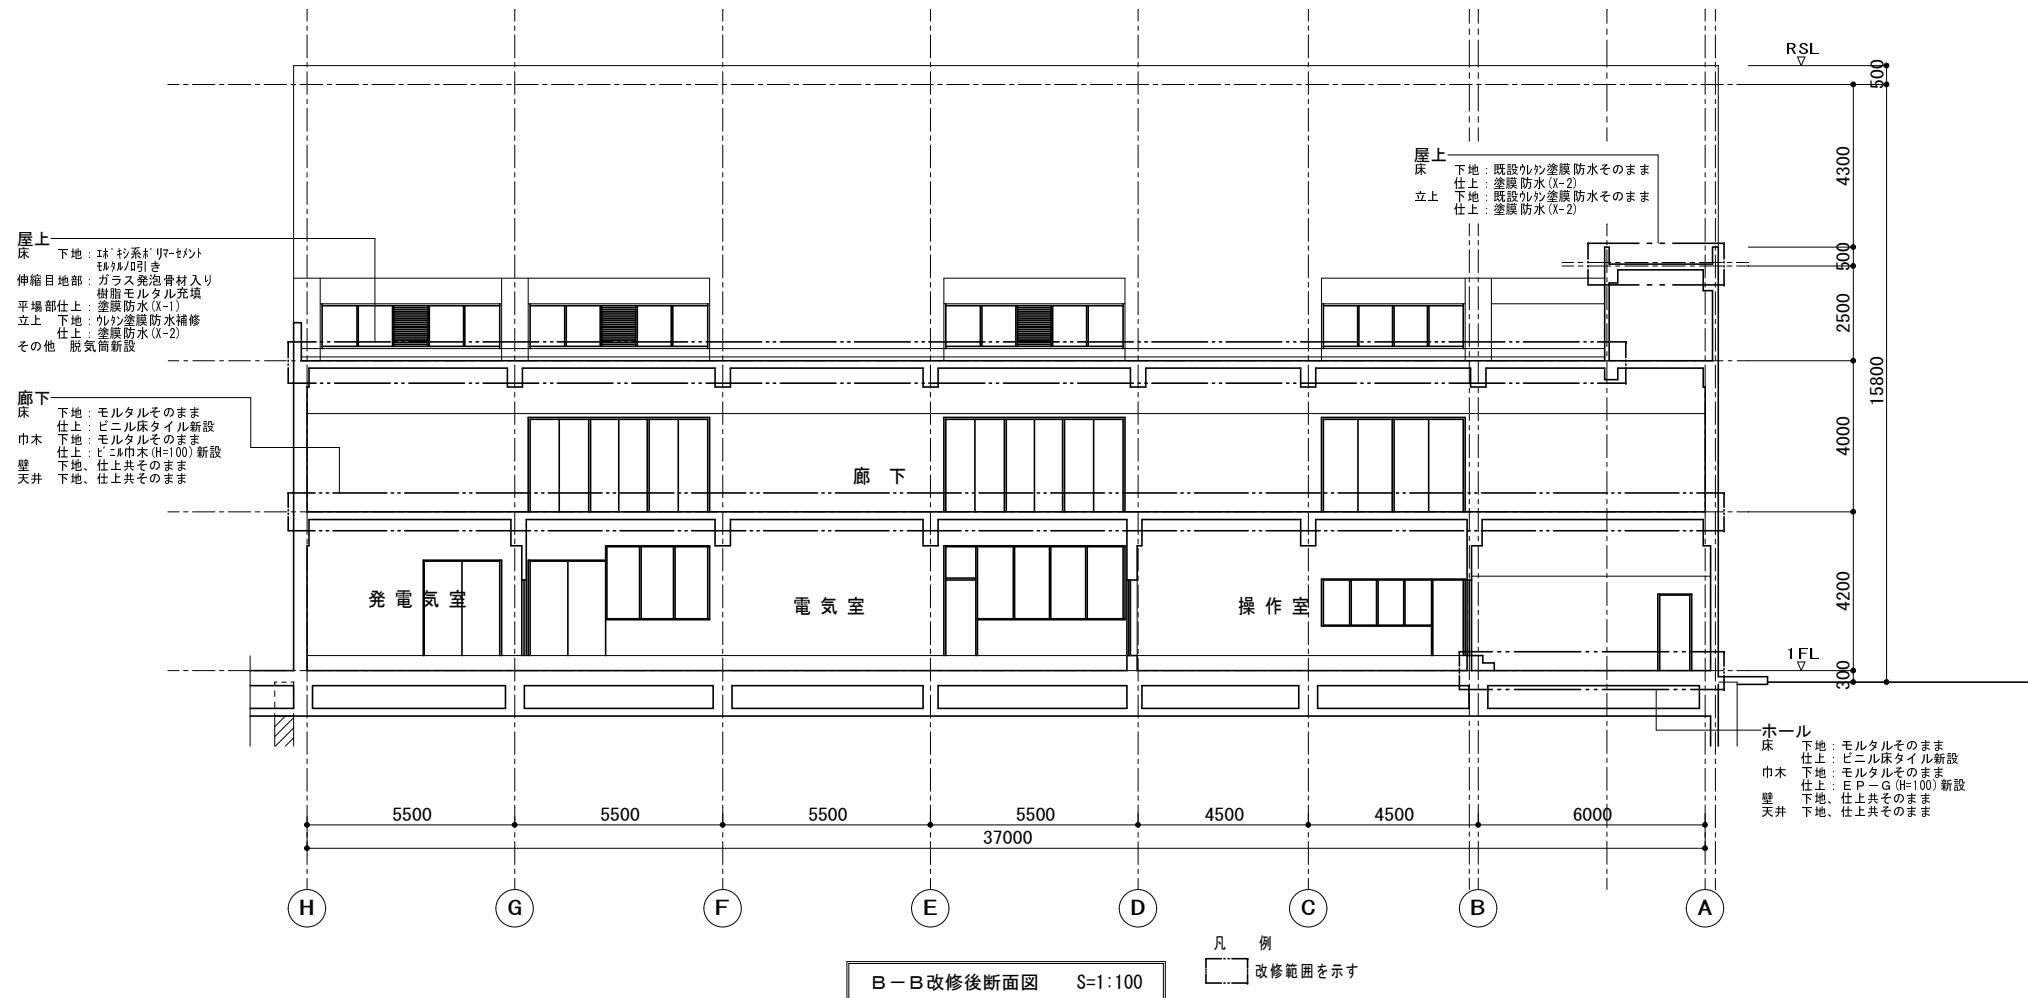 RSL
500
屋上
床 下地：既設ｳﾚﾀﾝ塗膜防水そのまま
仕上：塗膜防水(X-2)
立上 下地：既設ｳﾚﾀﾝ塗膜防水そのまま
仕上：塗膜防水(X-2)
4300
屋上
床 下地：ｴﾎﾟｷｼ系ﾎﾟﾘﾏｰｾﾒﾝﾄ
ﾓﾙﾀﾙﾉﾛ引き
伸縮目地部：ガラス発泡骨材入り
樹脂モルタル充填
平場部仕上：塗膜防水(X-1)
立上 下地：ｳﾚﾀﾝ塗膜防水補修
仕上：塗膜防水(X-2)
その他 脱気筒新設
500
2500
廊下
床 下地：モルタルそのまま
仕上：ビニル床タイル新設
巾木 下地：モルタルそのまま
仕上：ﾋﾞﾆﾙ巾木(H=100)新設
壁 下地、仕上共そのまま
天井 下地、仕上共そのまま
15800
4000
廊 下
発電気室
電気室
操作室
4200
1FL
300
ホール
床 下地：モルタルそのまま
仕上：ビニル床タイル新設
巾木 下地：モルタルそのまま
仕上：ＥＰ－Ｇ(H=100)新設
壁 下地、仕上共そのまま
天井 下地、仕上共そのまま
5500 5500 5500 5500 4500 4500 6000
37000
H G F E D C B A
凡 例
改修範囲を示す
Ｂ－Ｂ改修後断面図 S=1:100